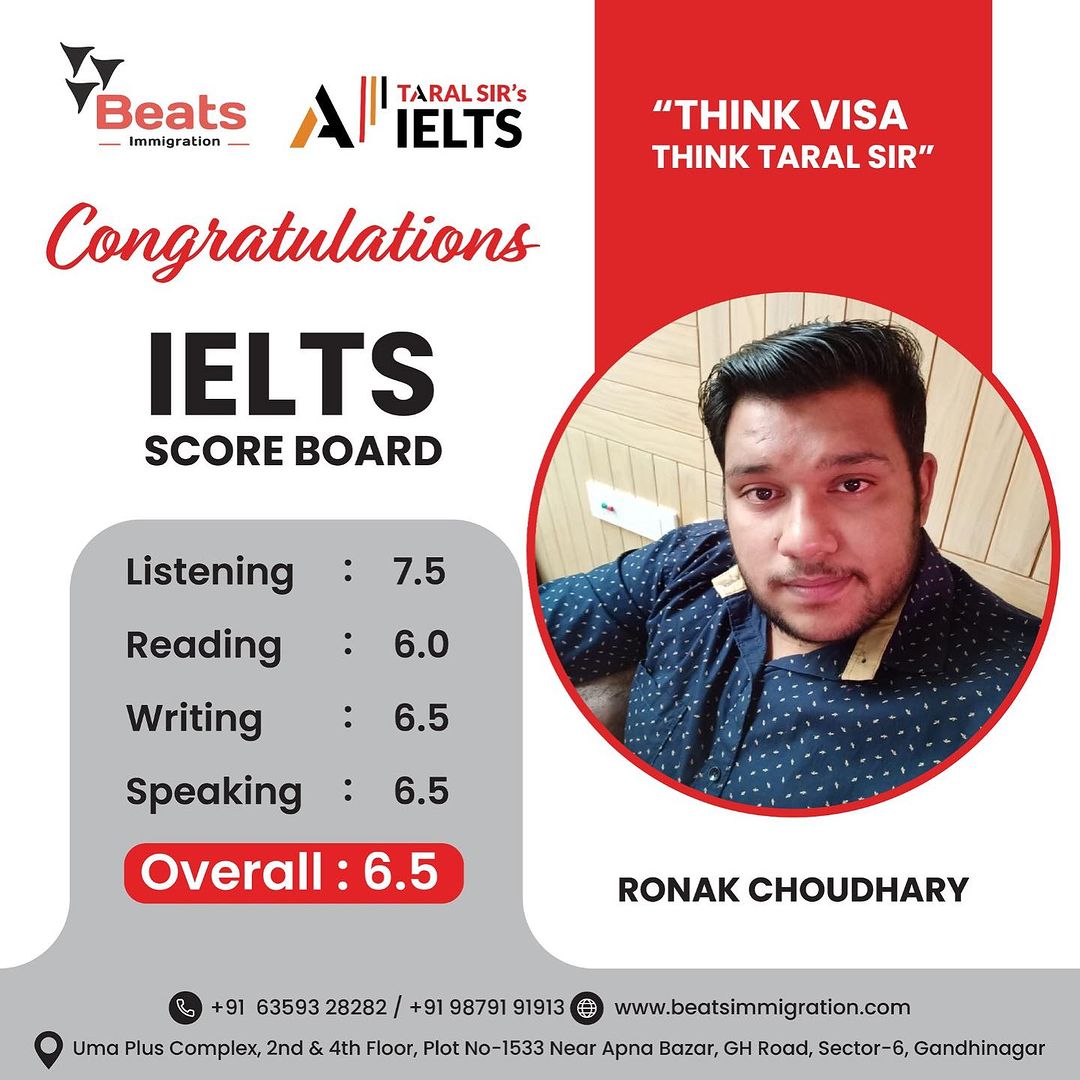 Beats
Immigration
TARAL SIR's
IELTS
"THINK VISA
THINK TARAL SIR"
Congratulations
IELTS
SCORE BOARD
Listening : 7.5
Reading : 6.0
Writing : 6.5
Speaking : 6.5
Overall : 6.5
RONAK CHOUDHARY
+91 63593 28282 / +91 98791 91913 www.beatsimmigration.com
Uma Plus Complex, 2nd & 4th Floor, Plot No-1533 Near Apna Bazar, GH Road, Sector-6, Gandhinagar